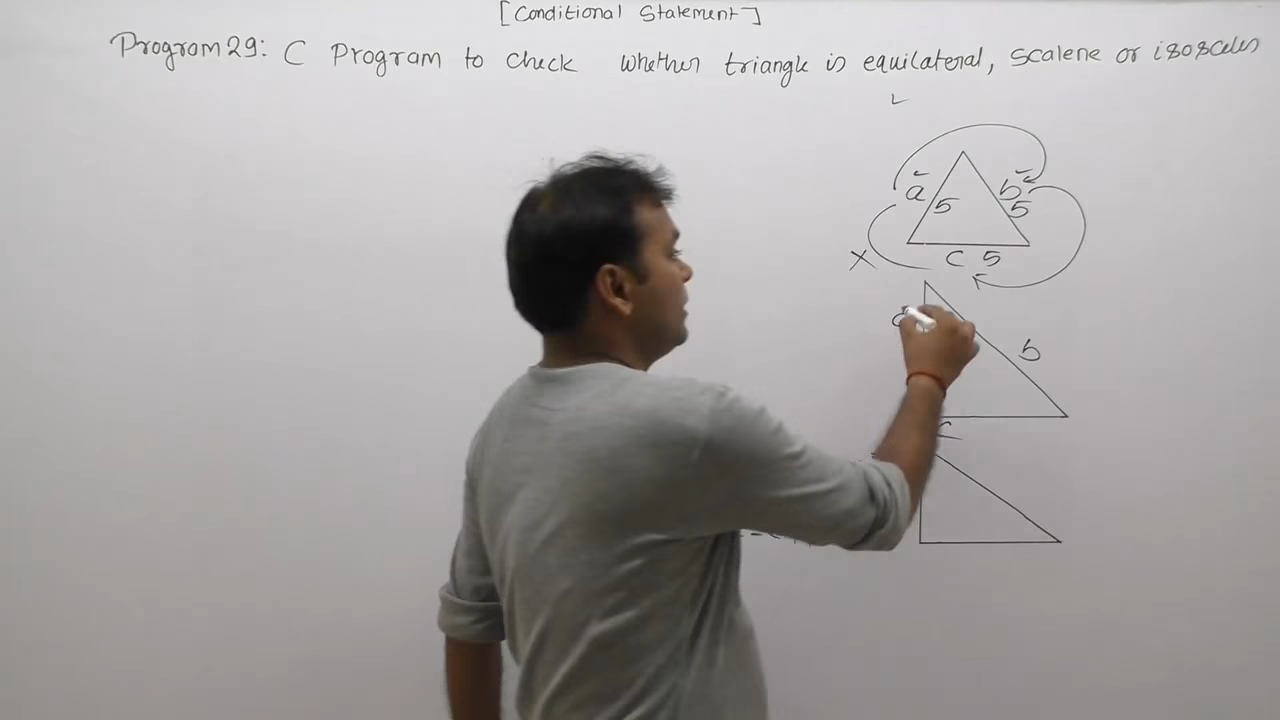 [Conditional Statement]
Program 29: C Program to check whether triangle is equilateral, scalene or isosceles
a 5 b 5
c 5
b